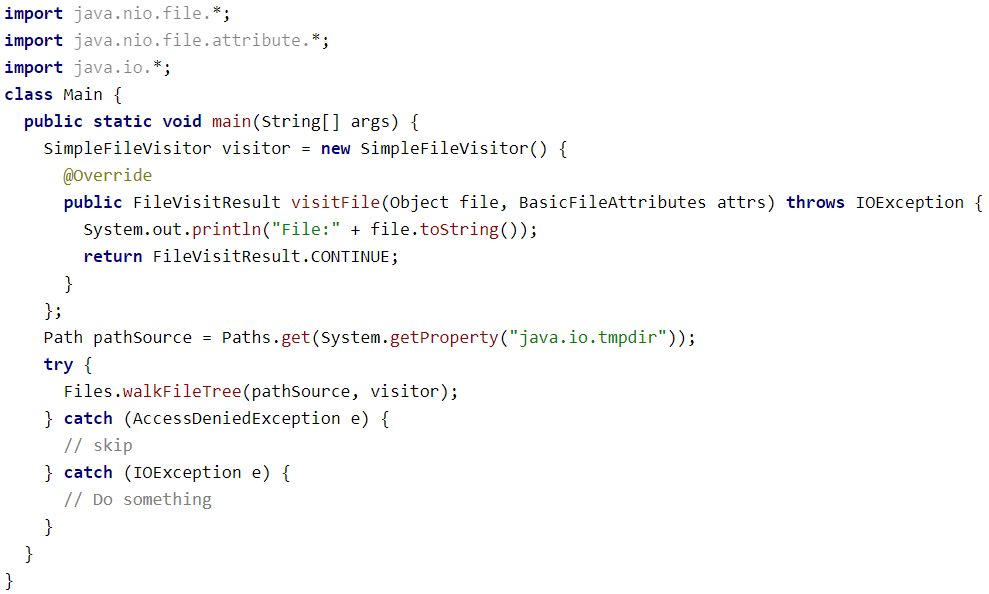 import java.nio.file.*;
import java.nio.file.attribute.*;
import java.io.*;
class Main {
  public static void main(String[] args) {
    SimpleFileVisitor visitor = new SimpleFileVisitor() {
      @Override
      public FileVisitResult visitFile(Object file, BasicFileAttributes attrs) throws IOException {
        System.out.println("File:" + file.toString());
        return FileVisitResult.CONTINUE;
      }
    };
    Path pathSource = Paths.get(System.getProperty("java.io.tmpdir"));
    try {
      Files.walkFileTree(pathSource, visitor);
    } catch (AccessDeniedException e) {
      // skip
    } catch (IOException e) {
      // Do something
    }
  }
}